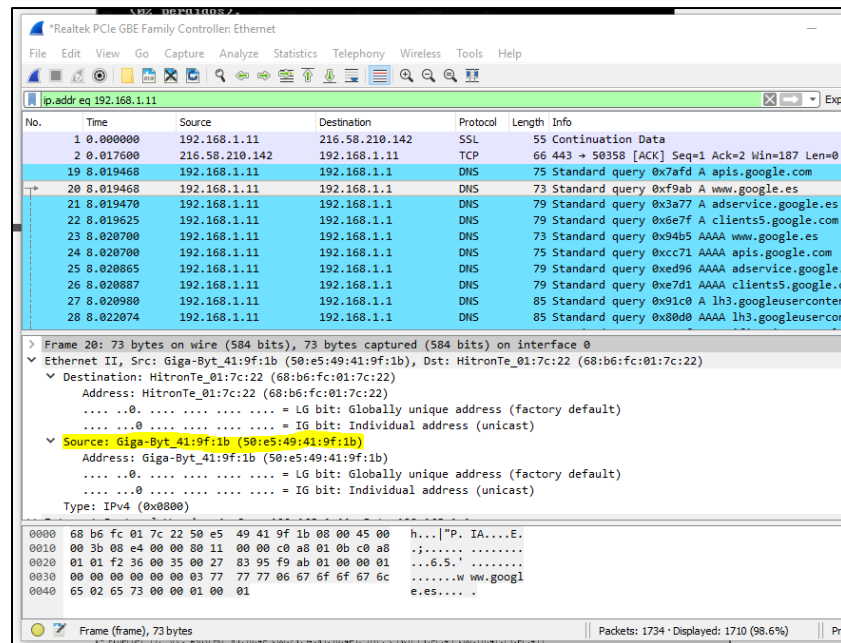 (0% perdidos),
*Realtek PCIe GBE Family Controller: Ethernet
File Edit View Go Capture Analyze Statistics Telephony Wireless Tools Help
ip.addr eq 192.168.1.11
No. Time Source Destination Protocol Length Info
1 0.000000 192.168.1.11 216.58.210.142 SSL 55 Continuation Data
2 0.017600 216.58.210.142 192.168.1.11 TCP 66 443 → 50358 [ACK] Seq=1 Ack=2 Win=187 Len=0
19 8.019468 192.168.1.11 192.168.1.1 DNS 75 Standard query 0x7afd A apis.google.com
20 8.019468 192.168.1.11 192.168.1.1 DNS 73 Standard query 0xf9ab A www.google.es
21 8.019470 192.168.1.11 192.168.1.1 DNS 79 Standard query 0x3a77 A adservice.google.es
22 8.019625 192.168.1.11 192.168.1.1 DNS 79 Standard query 0x6e7f A clients5.google.com
23 8.020700 192.168.1.11 192.168.1.1 DNS 73 Standard query 0x94b5 AAAA www.google.es
24 8.020700 192.168.1.11 192.168.1.1 DNS 75 Standard query 0xcc71 AAAA apis.google.com
25 8.020865 192.168.1.11 192.168.1.1 DNS 79 Standard query 0xed96 AAAA adservice.google.
26 8.020887 192.168.1.11 192.168.1.1 DNS 79 Standard query 0xe7d1 AAAA clients5.google.
27 8.020980 192.168.1.11 192.168.1.1 DNS 85 Standard query 0x91c0 A lh3.googleuserconte
28 8.022074 192.168.1.11 192.168.1.1 DNS 85 Standard query 0x80d0 AAAA lh3.googleuserco
Frame 20: 73 bytes on wire (584 bits), 73 bytes captured (584 bits) on interface 0
Ethernet II, Src: Giga-Byt_41:9f:1b (50:e5:49:41:9f:1b), Dst: HitronTe_01:7c:22 (68:b6:fc:01:7c:22)
Destination: HitronTe_01:7c:22 (68:b6:fc:01:7c:22)
Address: HitronTe_01:7c:22 (68:b6:fc:01:7c:22)
.... ..0. .... .... .... .... = LG bit: Globally unique address (factory default)
.... ...0 .... .... .... .... = IG bit: Individual address (unicast)
Source: Giga-Byt_41:9f:1b (50:e5:49:41:9f:1b)
Address: Giga-Byt_41:9f:1b (50:e5:49:41:9f:1b)
.... ..0. .... .... .... .... = LG bit: Globally unique address (factory default)
.... ...0 .... .... .... .... = IG bit: Individual address (unicast)
Type: IPv4 (0x0800)
0000 68 b6 fc 01 7c 22 50 e5 49 41 9f 1b 08 00 45 00 h...|"P. IA....E.
0010 00 3b 08 e4 00 00 80 11 00 00 c0 a8 01 0b c0 a8 .;...... ........
0020 01 01 f2 36 00 35 00 27 83 95 f9 ab 01 00 00 01 ...6.5.' ........
0030 00 00 00 00 00 00 03 77 77 77 06 67 6f 6f 67 6c .......w ww.googl
0040 65 02 65 73 00 00 01 00 01 e.es..... .
Frame (frame), 73 bytes Packets: 1734 · Displayed: 1710 (98.6%) Pr